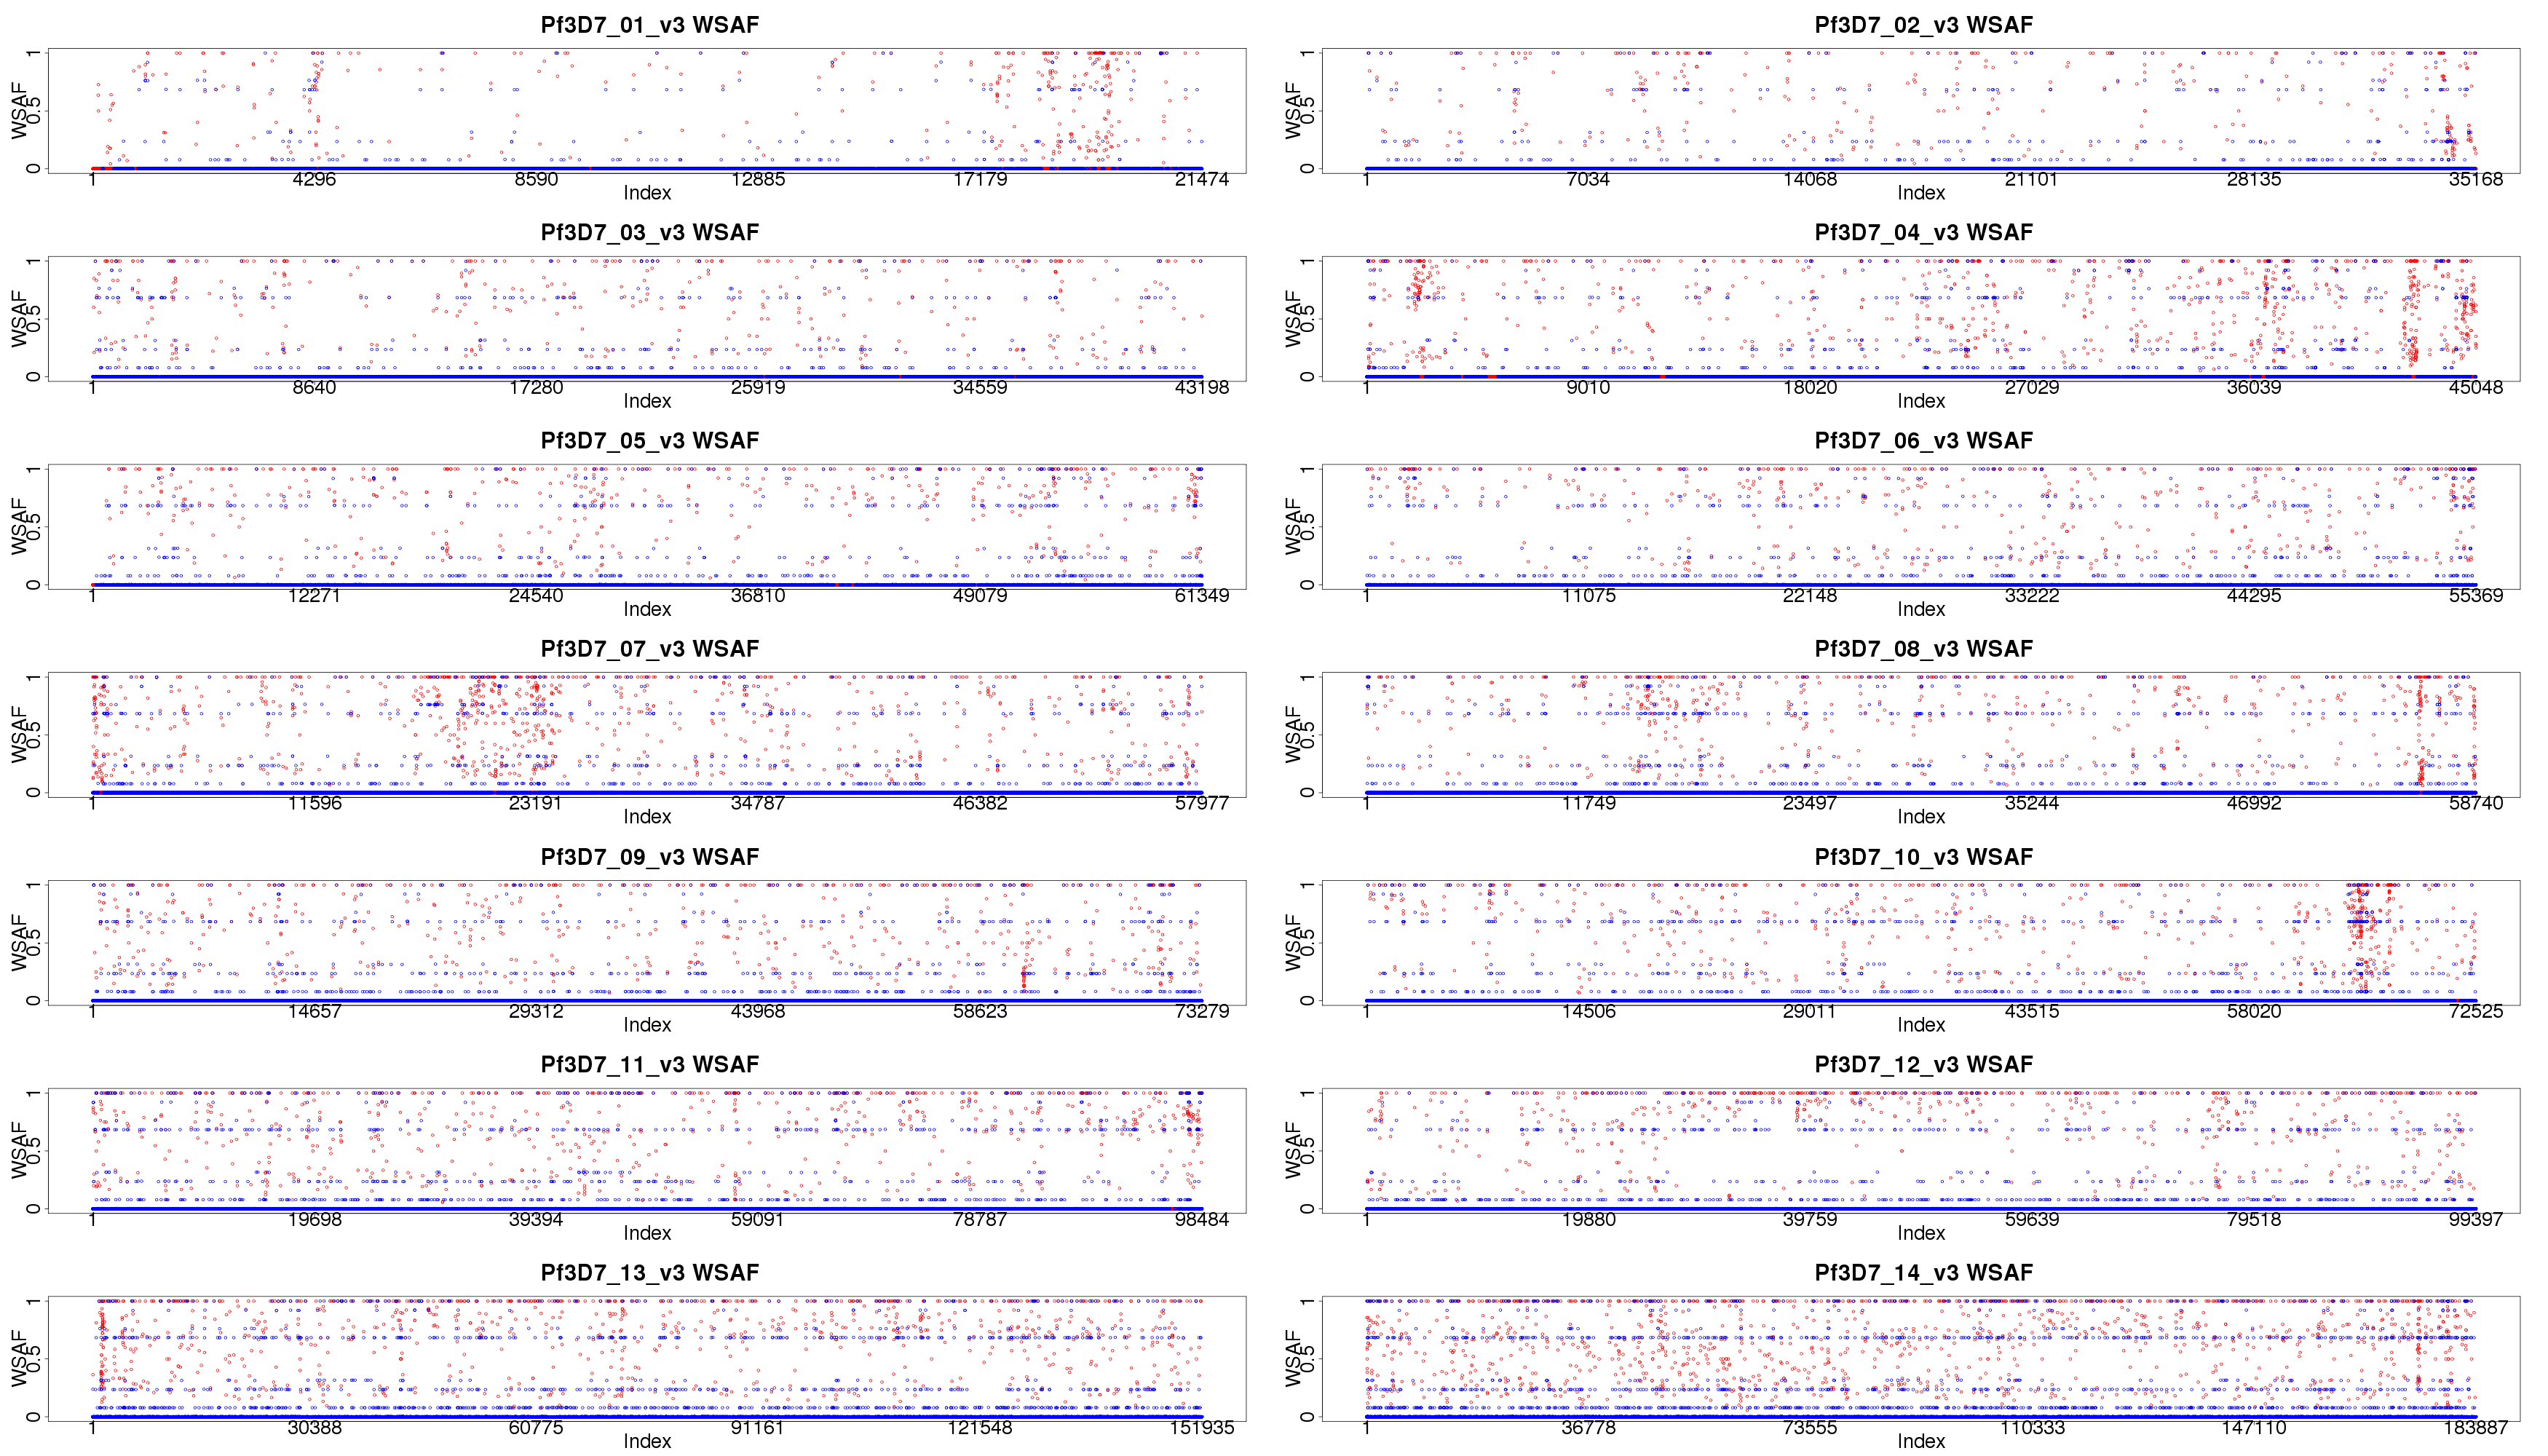 Pf3D7_01_v3 WSAF
WSAF
0 0.5 1
1 4296 8590 12885 17179 21474
Index
Pf3D7_02_v3 WSAF
WSAF
0 0.5 1
1 7034 14068 21101 28135 35168
Index
Pf3D7_03_v3 WSAF
WSAF
0 0.5 1
1 8640 17280 25919 34559 43198
Index
Pf3D7_04_v3 WSAF
WSAF
0 0.5 1
1 9010 18020 27029 36039 45048
Index
Pf3D7_05_v3 WSAF
WSAF
0 0.5 1
1 12271 24540 36810 49079 61349
Index
Pf3D7_06_v3 WSAF
WSAF
0 0.5 1
1 11075 22148 33222 44295 55369
Index
Pf3D7_07_v3 WSAF
WSAF
0 0.5 1
1 11596 23191 34787 46382 57977
Index
Pf3D7_08_v3 WSAF
WSAF
0 0.5 1
1 11749 23497 35244 46992 58740
Index
Pf3D7_09_v3 WSAF
WSAF
0 0.5 1
1 14657 29312 43968 58623 73279
Index
Pf3D7_10_v3 WSAF
WSAF
0 0.5 1
1 14506 29011 43515 58020 72525
Index
Pf3D7_11_v3 WSAF
WSAF
0 0.5 1
1 19698 39394 59091 78787 98484
Index
Pf3D7_12_v3 WSAF
WSAF
0 0.5 1
1 19880 39759 59639 79518 99397
Index
Pf3D7_13_v3 WSAF
WSAF
0 0.5 1
1 30388 60775 91161 121548 151935
Index
Pf3D7_14_v3 WSAF
WSAF
0 0.5 1
1 36778 73555 110333 147110 183887
Index